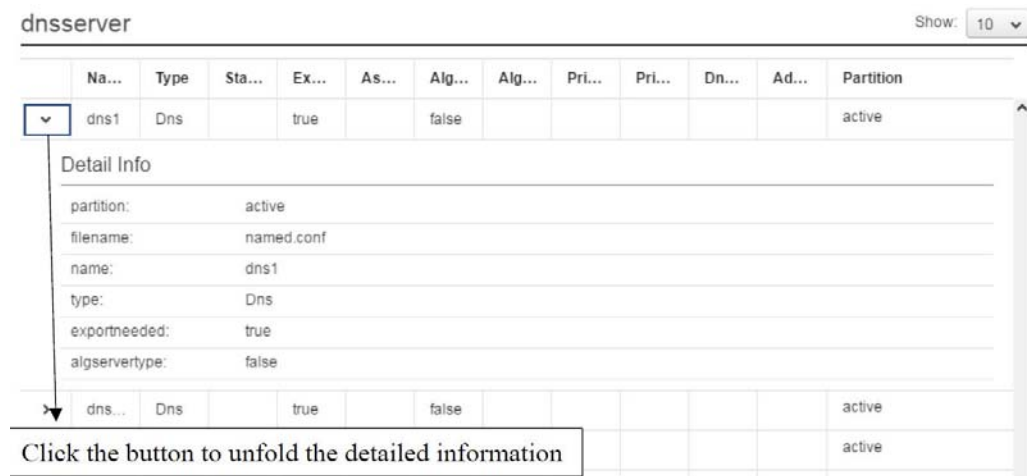 dnsserver Show: 10
Na... Type Sta... Ex... As... Alg... Alg... Pri... Pri... Dn... Ad... Partition
dns1 Dns true false active
Detail Info
partition: active
filename: named.conf
name: dns1
type: Dns
exportneeded: true
algservertype: false
dns... Dns true false active
Click the button to unfold the detailed information active